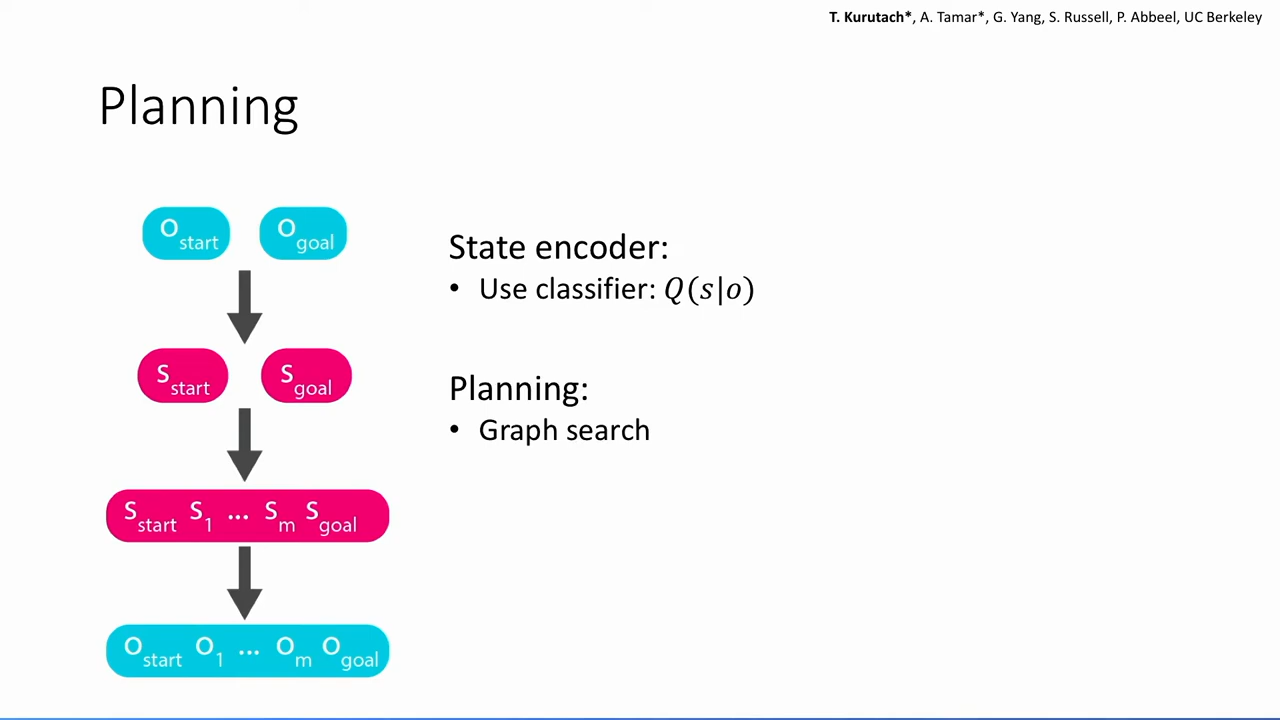 T. Kurutach*, A. Tamar*, G. Yang, S. Russell, P. Abbeel, UC Berkeley
Planning
O start O goal
State encoder:
• Use classifier: Q(s|o)
S start S goal
Planning:
• Graph search
S start S 1 ... S m S goal
O start O 1 ... O m O goal